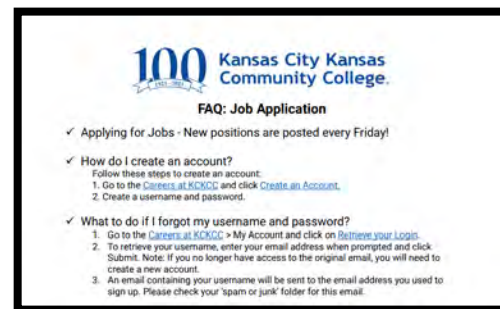 100
1923 - 2023
Kansas City Kansas
Community College.
FAQ: Job Application
✓ Applying for Jobs - New positions are posted every Friday!
✓ How do I create an account?
Follow these steps to create an account:
1. Go to the Careers at KCKCC and click Create an Account.
2. Create a username and password.
✓ What to do if I forgot my username and password?
1. Go to the Careers at KCKCC > My Account and click on Retrieve your Login.
2. To retrieve your username, enter your email address when prompted and click
Submit. Note: If you no longer have access to the original email, you will need to
create a new account.
3. An email containing your username will be sent to the email address you used to
sign up. Please check your 'spam or junk' folder for this email.